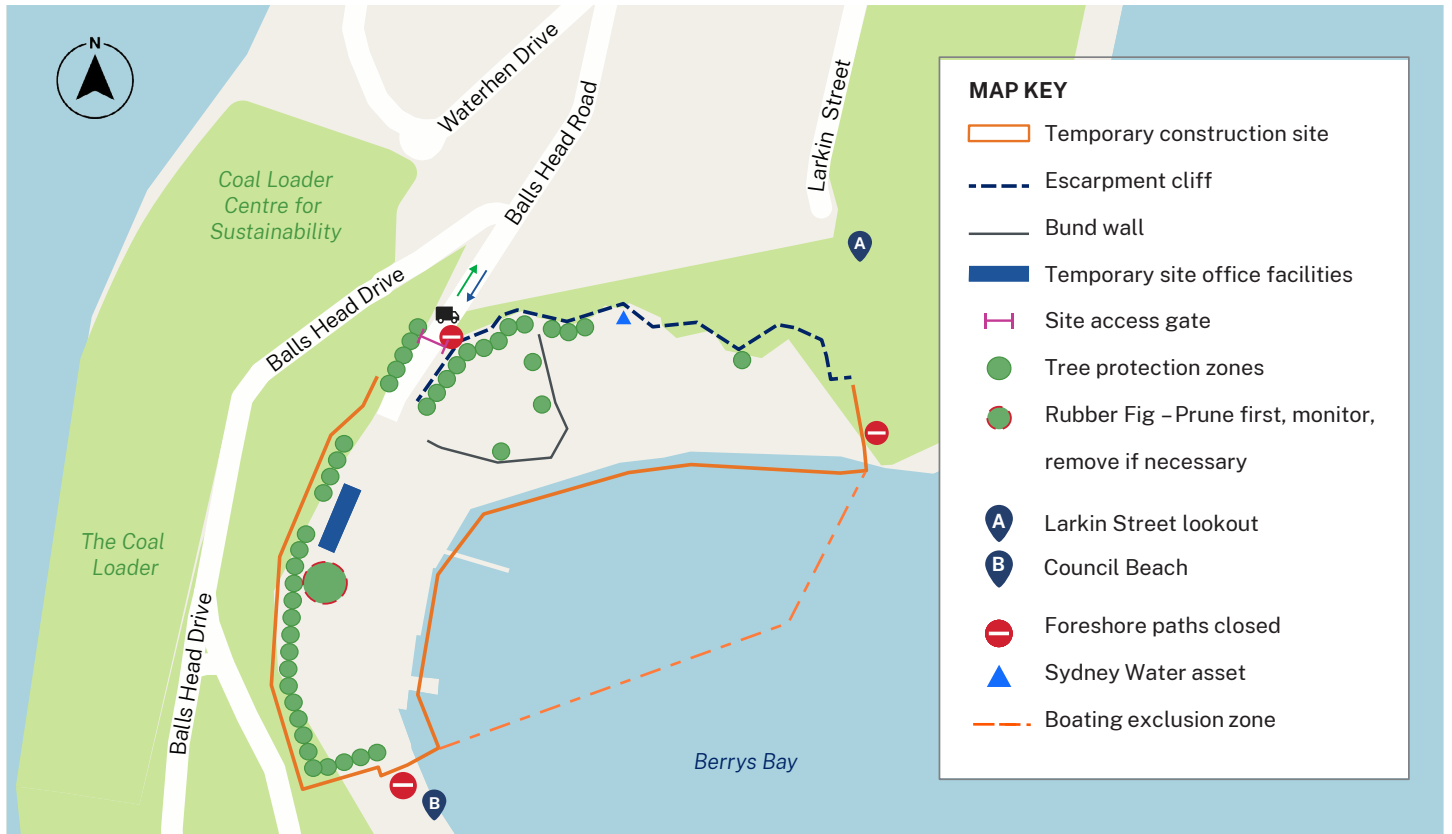 N
Waterhen Drive
Balls Head Road
Larkin Street
Coal Loader
Centre for
Sustainability
Balls Head Drive
A
The Coal
Loader
Balls Head Drive
Berrys Bay
B
MAP KEY
Temporary construction site
Escarpment cliff
Bund wall
Temporary site office facilities
Site access gate
Tree protection zones
Rubber Fig – Prune first, monitor,
remove if necessary
A Larkin Street lookout
B Council Beach
Foreshore paths closed
Sydney Water asset
Boating exclusion zone